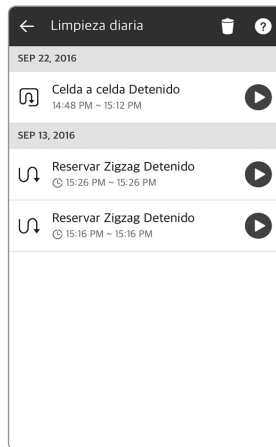 Limpieza diaria
?
SEP 22, 2016
Celda a celda Detenido
14:48 PM ~ 15:12 PM
SEP 13, 2016
Reservar Zigzag Detenido
15:26 PM ~ 15:26 PM
Reservar Zigzag Detenido
15:16 PM ~ 15:16 PM